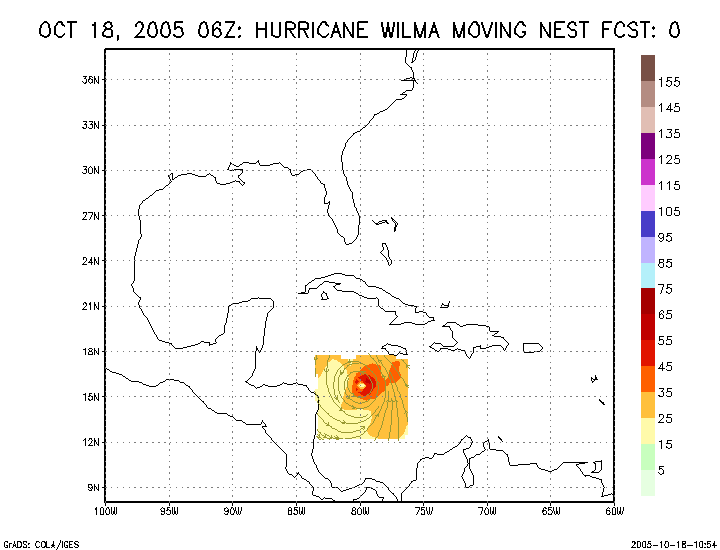 OCT 18, 2005 06Z: HURRICANE WILMA MOVING NEST FCST: 0
36N
33N
30N
27N
24N
21N
18N
15N
12N
9N
100W 95W 90W 85W 80W 75W 70W 65W 60W
155
145
135
125
115
105
95
85
75
65
55
45
35
25
15
5
GrADS: COLA/IGES
2005-10-18-10:54